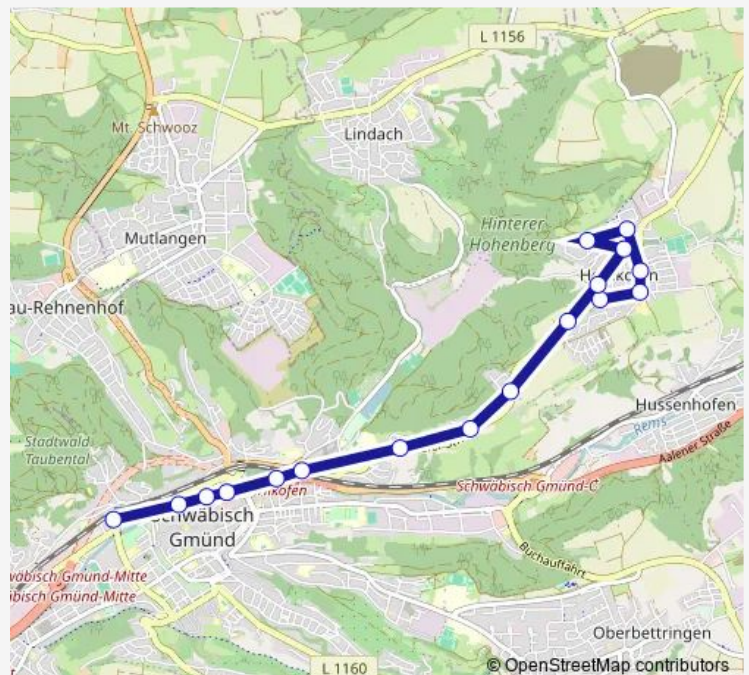 L 1156
Mt. Schwooz
Lindach
Mutlangen
Hinterer
Hohenberg
au-Rehnenhof
Hussenhofen
Rems
Aalener Straße
Stadtwald
Taubental
Schwäbisch Gmünd-C
Schwäbisch
Gmünd
Buchauffahrt
wäbisch Gmünd-Mitte
äbisch Gmünd-Mitte
Oberbettringen
L 1160
© OpenStreetMap contributors